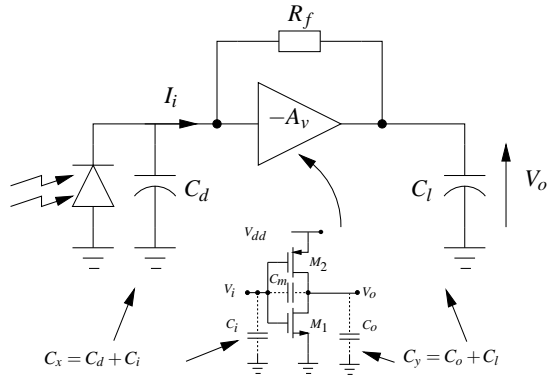 R_f
I_i
−A_v
C_d
C_l
V_o
V_dd
M_2
V_i
C_m
V_o
C_i
M_1
C_o
C_x = C_d + C_i
C_y = C_o + C_l